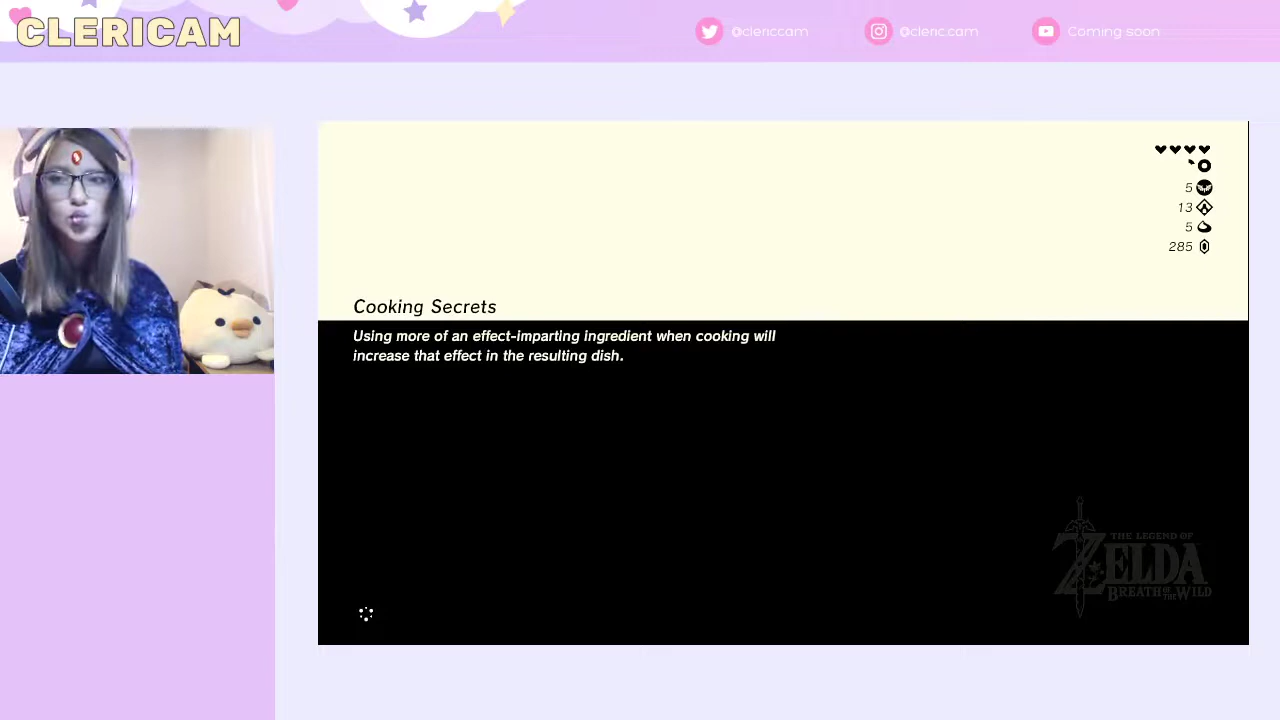 CLERICAM
@clericcam
@cleric.cam
Coming soon
5
13
5
285
Cooking Secrets
Using more of an effect-imparting ingredient when cooking will
increase that effect in the resulting dish.
THE LEGEND OF
ZELDA
BREATH OF THE WILD